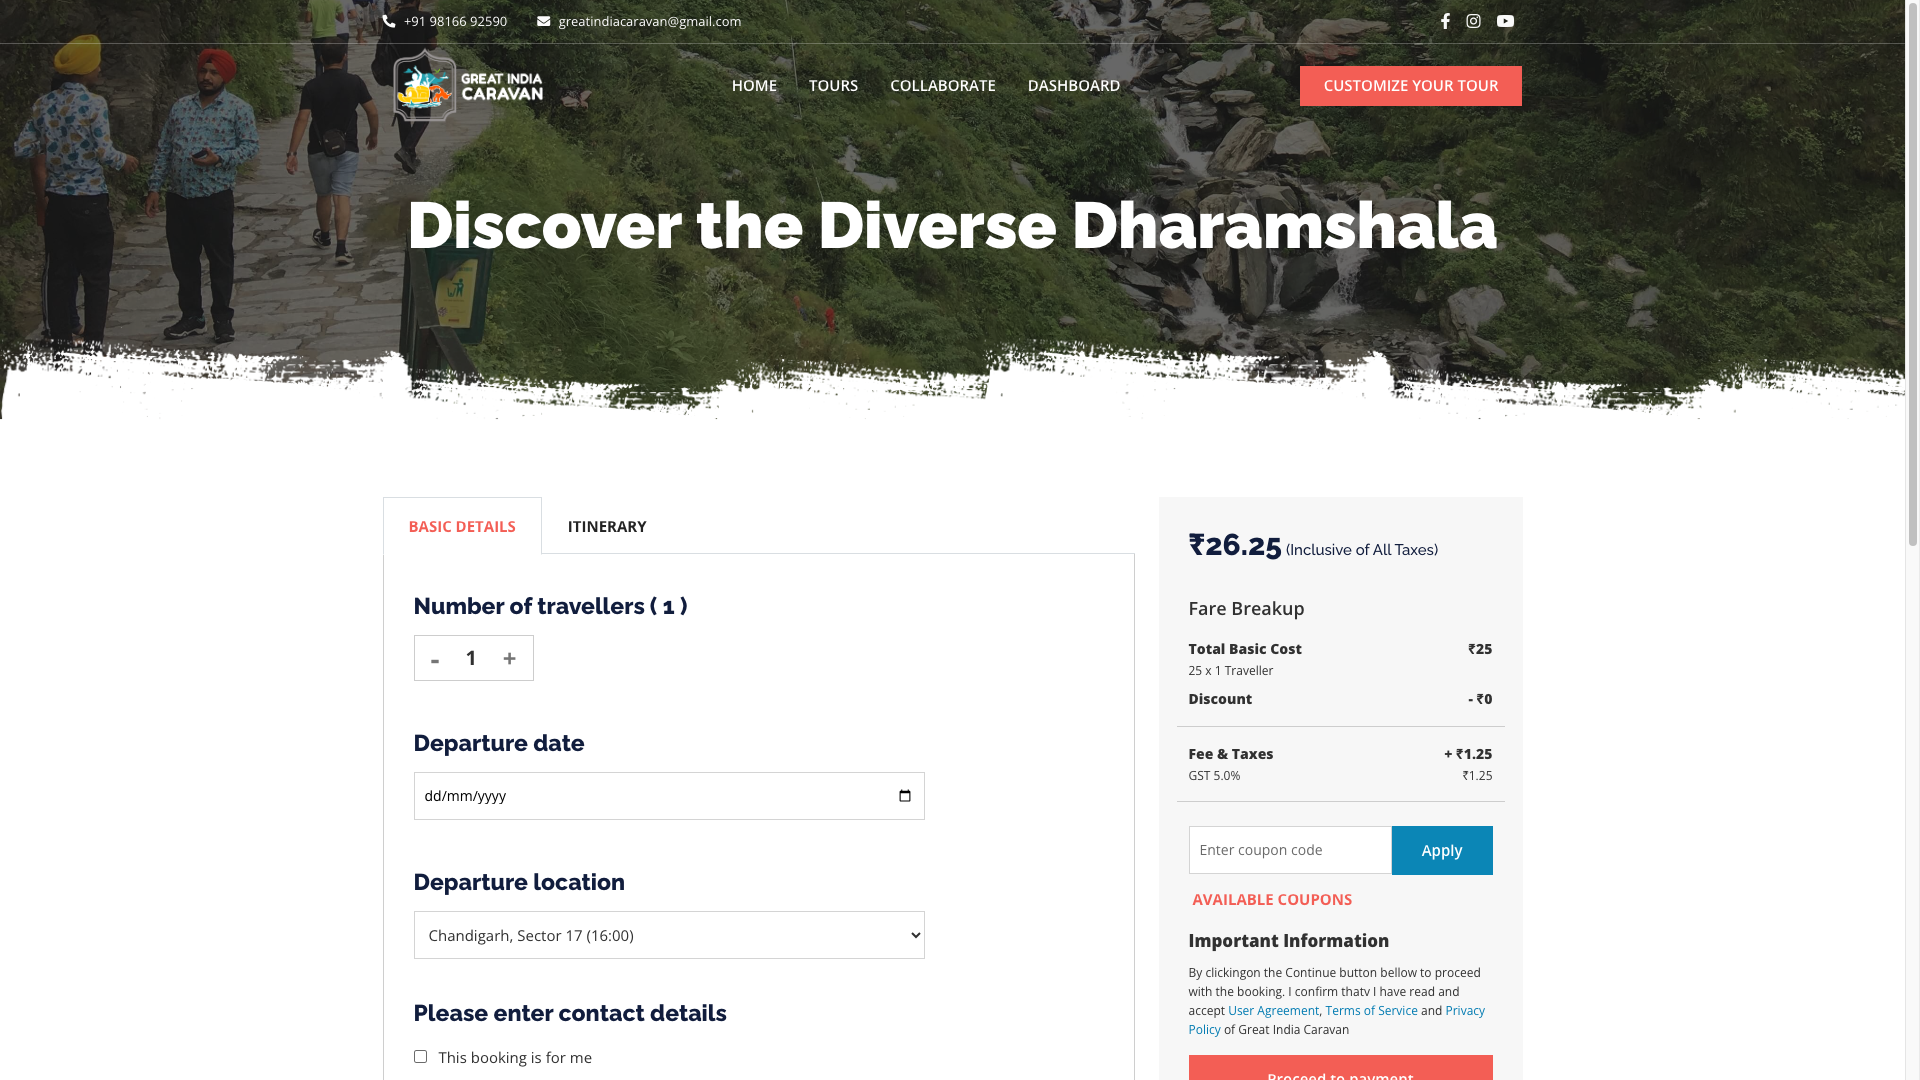 +91 98166 92590
greatindiacaravan@gmail.com
GREAT INDIA
CARAVAN
HOME
TOURS
COLLABORATE
DASHBOARD
CUSTOMIZE YOUR TOUR
Discover the Diverse Dharamshala
BASIC DETAILS
ITINERARY
Number of travellers ( 1 )
- 1 +
Departure date
dd/mm/yyyy
Departure location
Chandigarh, Sector 17 (16:00)
Please enter contact details
This booking is for me
₹26.25 (Inclusive of All Taxes)
Fare Breakup
Total Basic Cost ₹25
25 x 1 Traveller
Discount - ₹0
Fee & Taxes + ₹1.25
GST 5.0% ₹1.25
Enter coupon code
Apply
AVAILABLE COUPONS
Important Information
By clickingon the Continue button bellow to proceed
with the booking. I confirm thatv I have read and
accept User Agreement, Terms of Service and Privacy
Policy of Great India Caravan
Proceed to payment